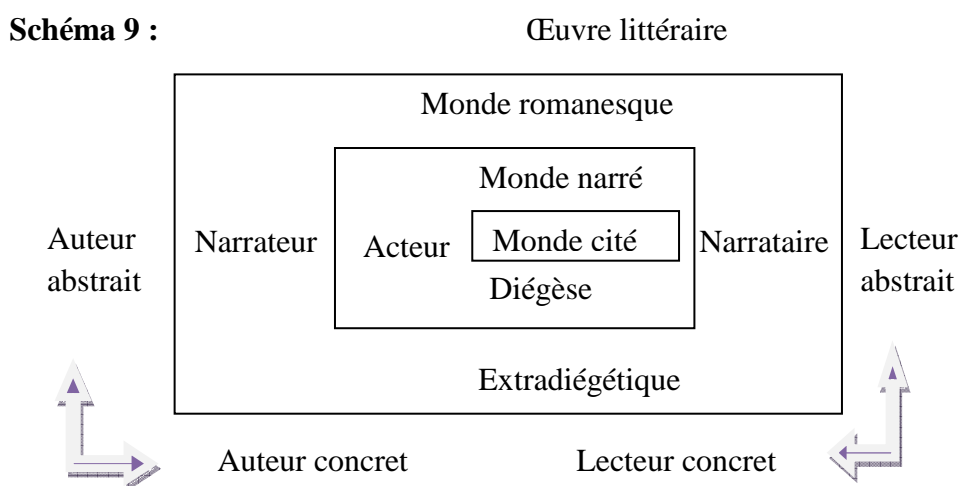 Schéma 9 : Œuvre littéraire
Monde romanesque
Monde narré
Auteur abstrait
Narrateur
Acteur
Monde cité
Narrataire
Lecteur abstrait
Diégèse
Extradiégétique
Auteur concret
Lecteur concret